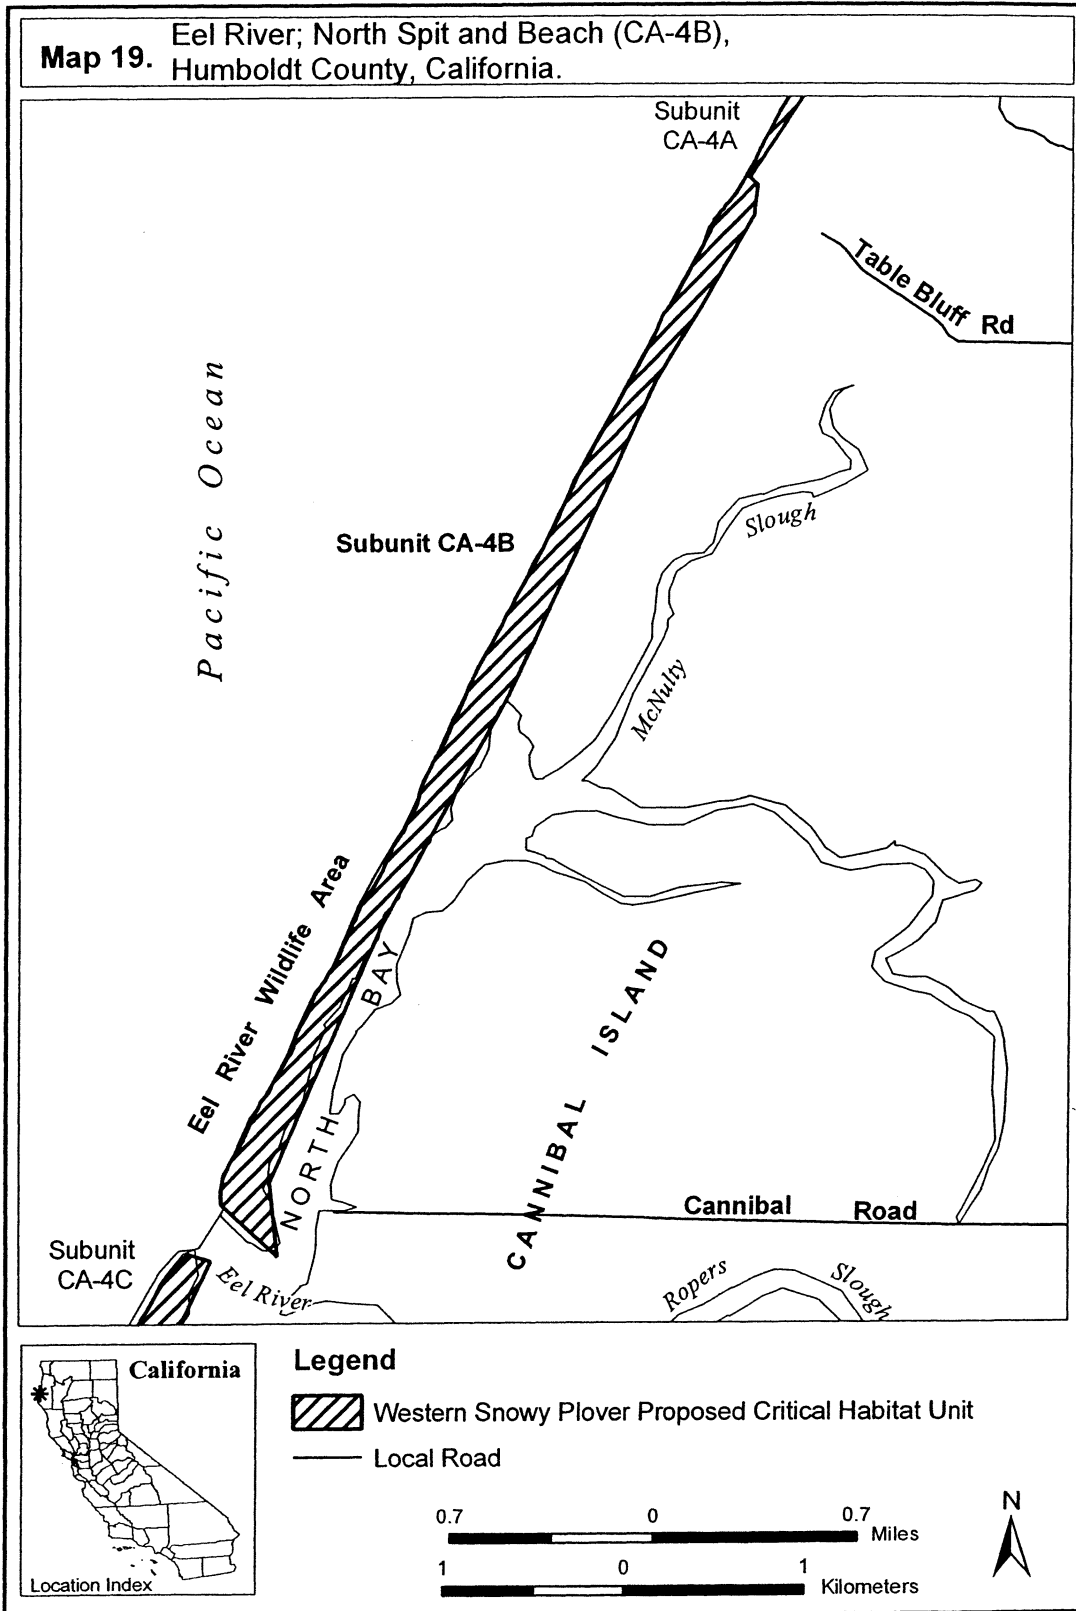 Map 19.
Eel River; North Spit and Beach (CA-4B),
Humboldt County, California.
Subunit
CA-4A
Table Bluff Rd
Pacific Ocean
Slough
Subunit CA-4B
McNulty
Eel River Wildlife Area
NORTH BAY
CANNIBAL ISLAND
Cannibal Road
Subunit
CA-4C
Eel River
Ropers Slough
California
Location Index
Legend
Western Snowy Plover Proposed Critical Habitat Unit
Local Road
0.7 0 0.7
Miles
1 0 1
Kilometers
N